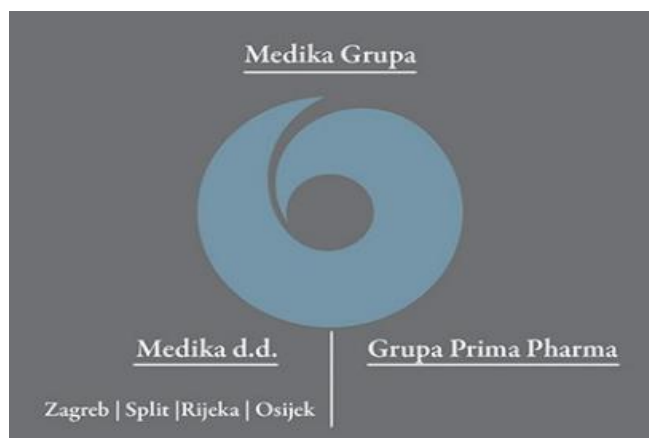 Medika Grupa
Medika d.d.
Grupa Prima Pharma
Zagreb | Split |Rijeka | Osijek